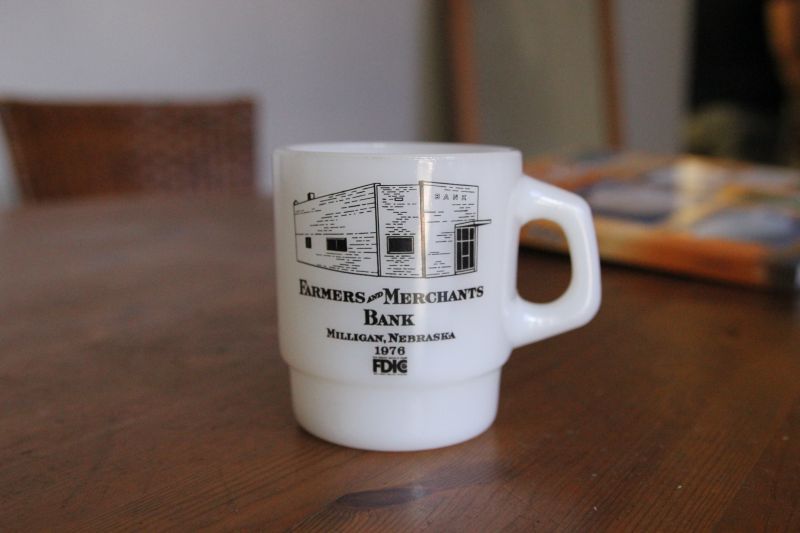 BANK
FARMERS AND MERCHANTS
BANK
MILLIGAN, NEBRASKA
1976
FDIC